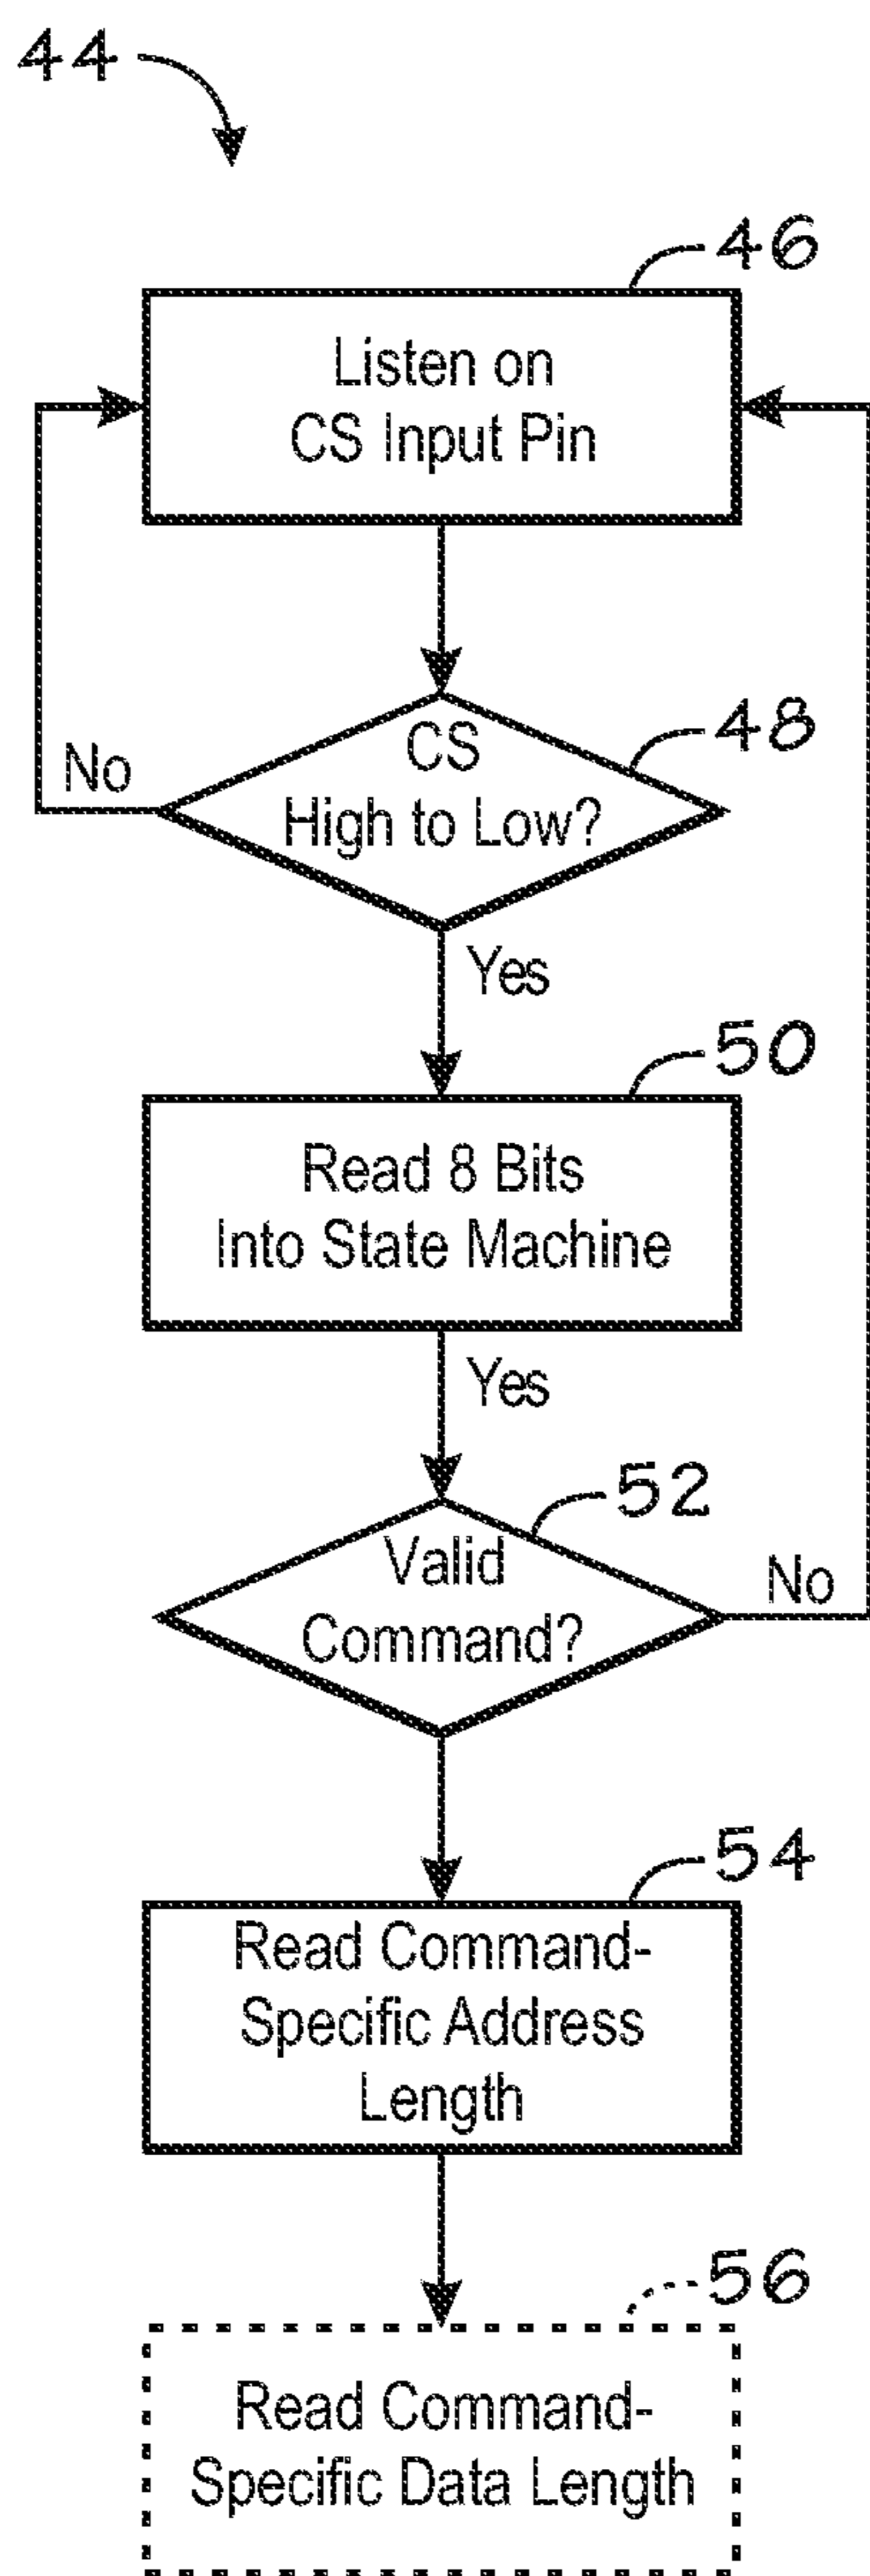 44
46
Listen on
CS Input Pin
48
CS
High to Low?
No
Yes
50
Read 8 Bits
Into State Machine
Yes
52
Valid
Command?
No
54
Read Command-
Specific Address
Length
56
Read Command-
Specific Data Length